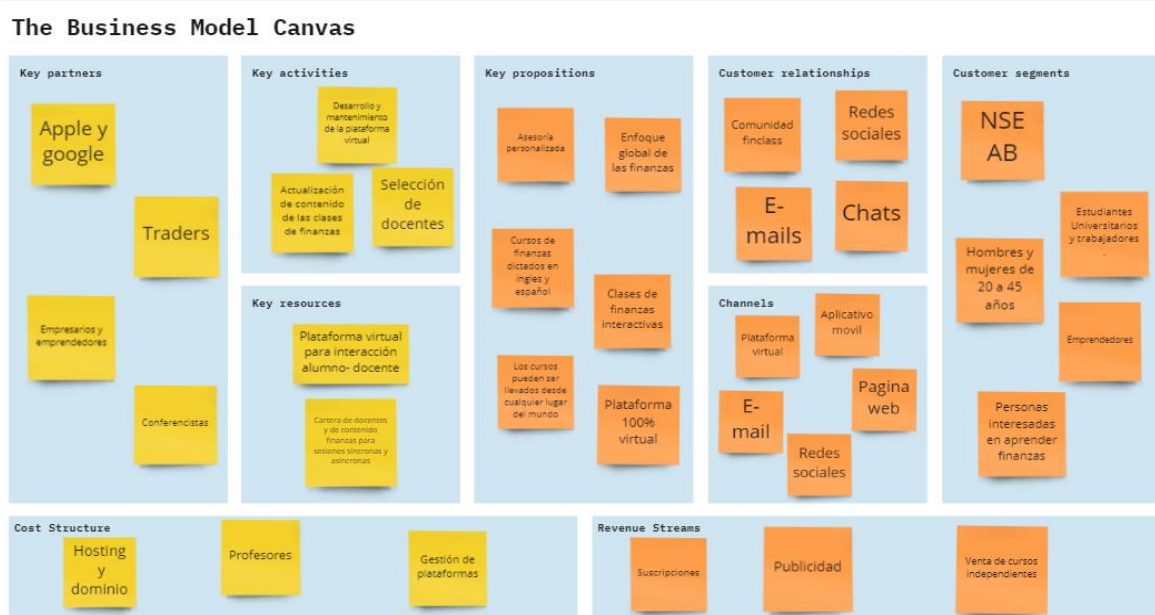 The Business Model Canvas
Key partners
Apple y
google
Traders
Empresarios y
emprendedores
Conferencistas
Key activities
Desarrollo y
mantenimiento
de la plataforma
virtual
Actualización
de contenido
de las clases
de finanzas
Selección
de
docentes
Key resources
Plataforma virtual
para interacción
alumno- docente
Cartera de docentes
y de contenido
finanzas para
sesiones síncronas y
asíncronas
Key propositions
Asesoría
personalizada
Enfoque
global de
las finanzas
Cursos de
finanzas
dictados en
ingles y
español
Clases de
finanzas
interactivas
Los cursos
pueden ser
llevados desde
cualquier lugar
del mundo
Plataforma
100%
virtual
Customer relationships
Comunidad
finclass
Redes
sociales
E-
mails
Chats
Channels
Plataforma
virtual
Aplicativo
movil
E-
mail
Pagina
web
Redes
sociales
Customer segments
NSE
AB
Estudiantes
Universitarios
y trabajadores
.
Hombres y
mujeres de
20 a 45
años
Emprendedores
Personas
interesadas
en aprender
finanzas
Cost Structure
Hosting
y
dominio
Profesores
Gestión de
plataformas
Revenue Streams
Suscripciones
Publicidad
Venta de cursos
independientes